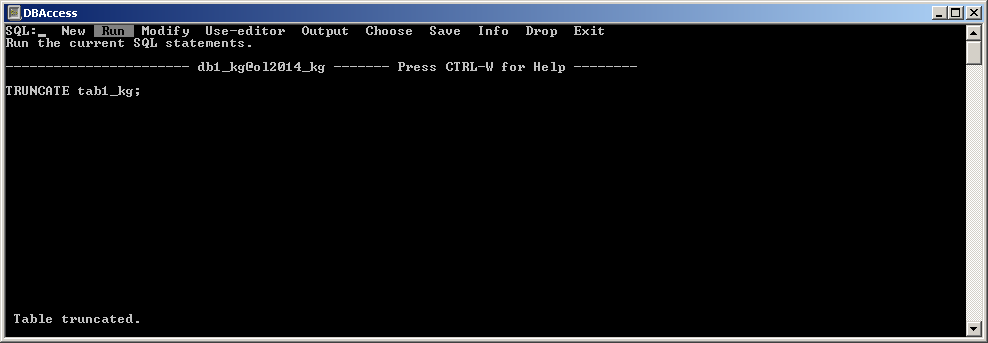 DBAccess
SQL:_  New  Run  Modify  Use-editor  Output  Choose  Save  Info  Drop  Exit
Run the current SQL statements.
----------------------- db1_kg@ol2014_kg ------- Press CTRL-W for Help --------
TRUNCATE tab1_kg;
Table truncated.